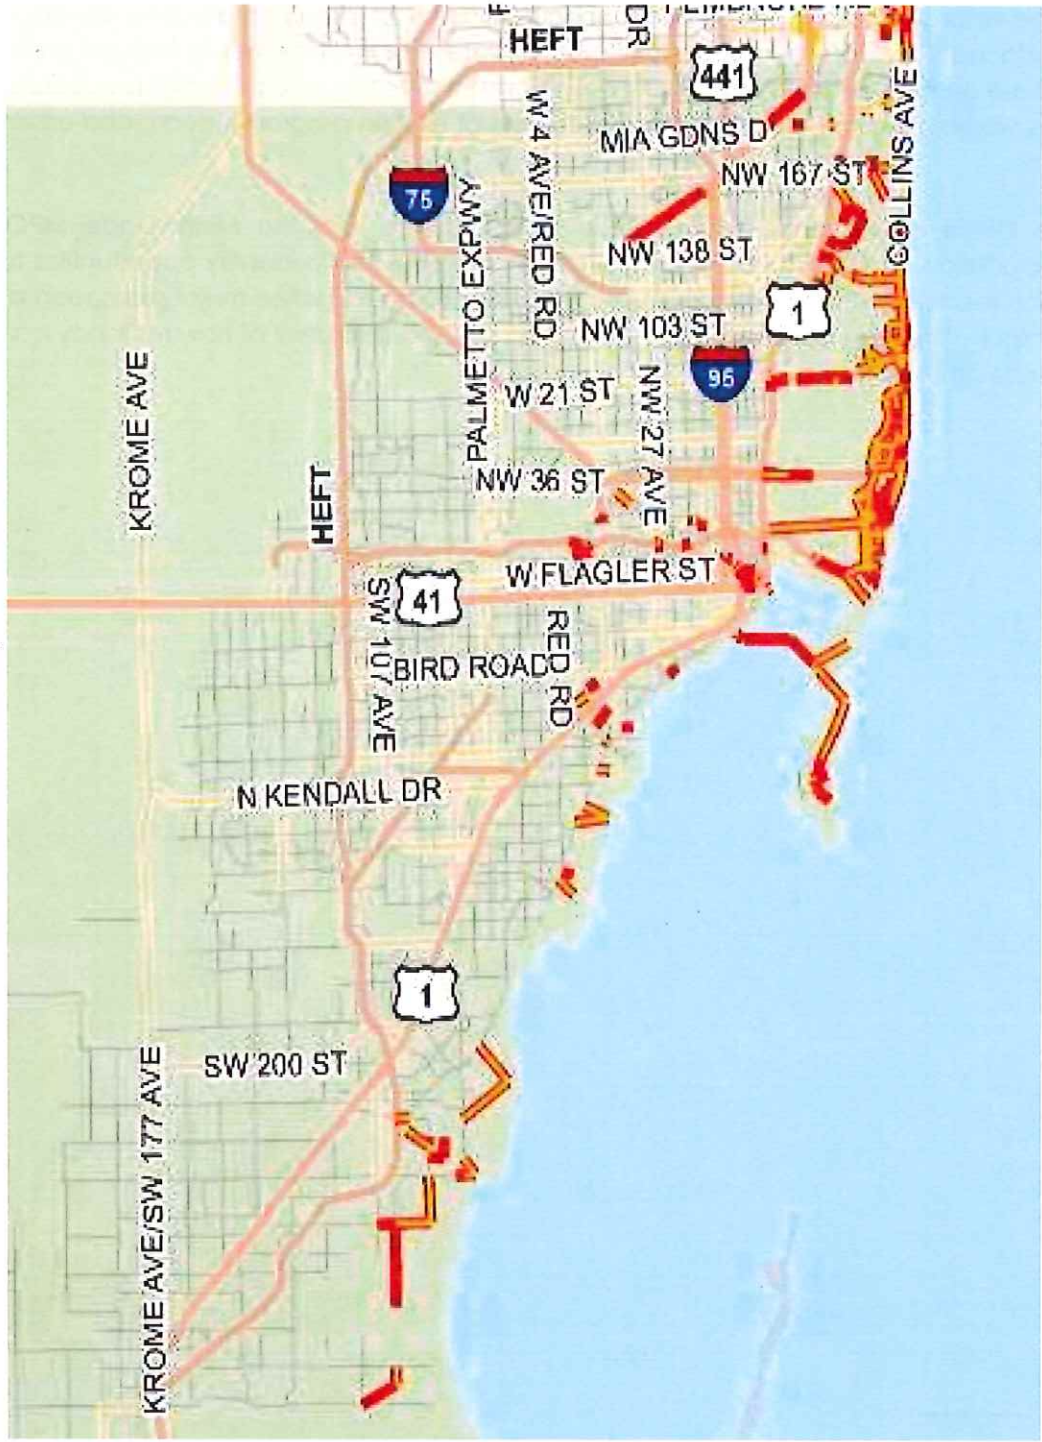 HEFT
DR
441
W 4 AVE/RED RD
MIA GDNS D
COLLINS AVE
NW 167 ST
75
PALMETTO EXPWY
NW 138 ST
1
NW 103 ST
95
KROME AVE
W 21 ST
NW 27 AVE
NW 36 ST
HEFT
W FLAGLER ST
41
SW 107 AVE
RED RD
BIRD ROAD
N KENDALL DR
1
SW 200 ST
KROME AVE/SW 177 AVE